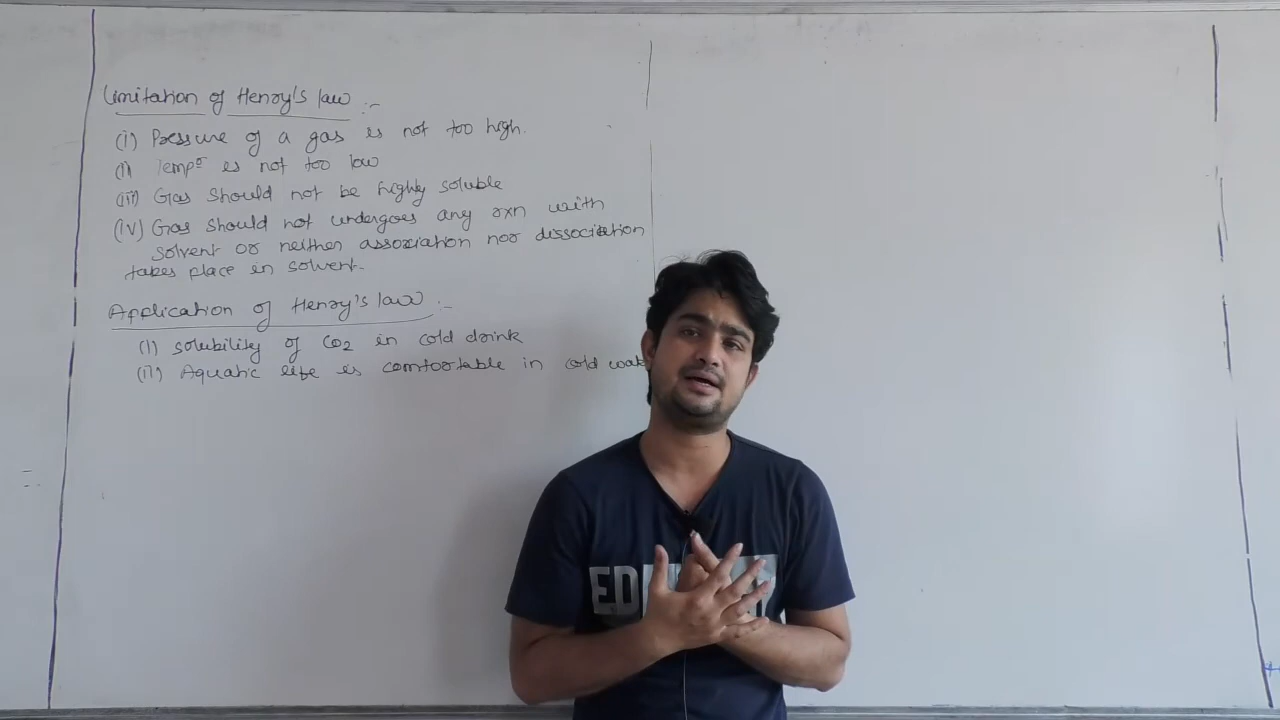 Limitation of Henry's law :-
(i) Pressure of a gas is not too high.
(ii) Temp^r is not too low
(iii) Gas should not be highly soluble
(iv) Gas should not undergoes any rxn with
solvent or neither association nor dissociation
takes place in solvent.
Application of Henry's law :-
(i) solubility of CO2 in cold drink
(ii) Aquatic life is comfortable in cold
ED